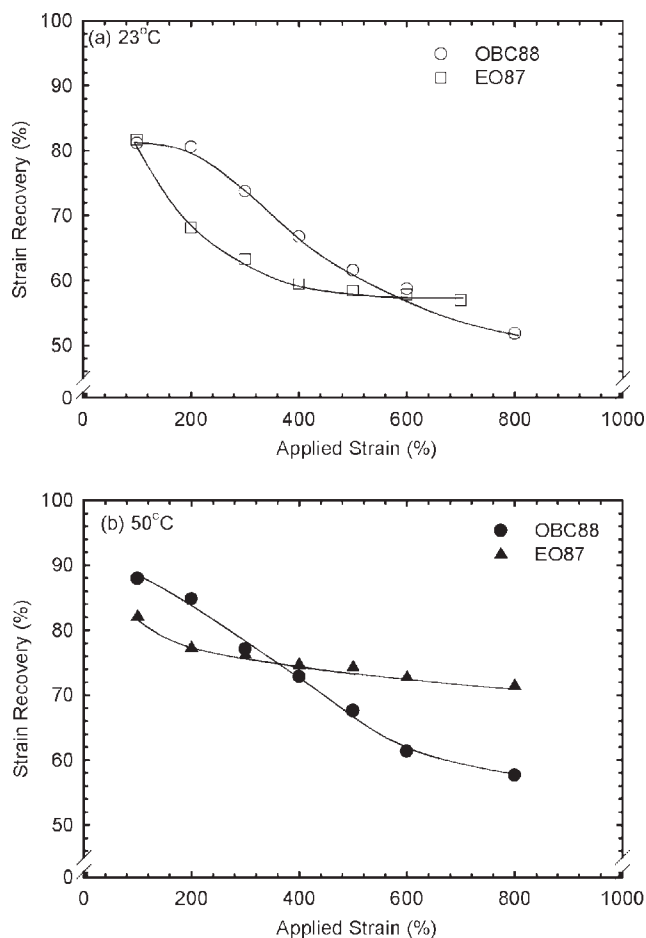 100
(a) 23°C
OBC88
EO87
90
80
70
60
50
0
Strain Recovery (%)
0 200 400 600 800 1000
Applied Strain (%)
100
(b) 50°C
OBC88
EO87
90
80
70
60
50
0
Strain Recovery (%)
0 200 400 600 800 1000
Applied Strain (%)